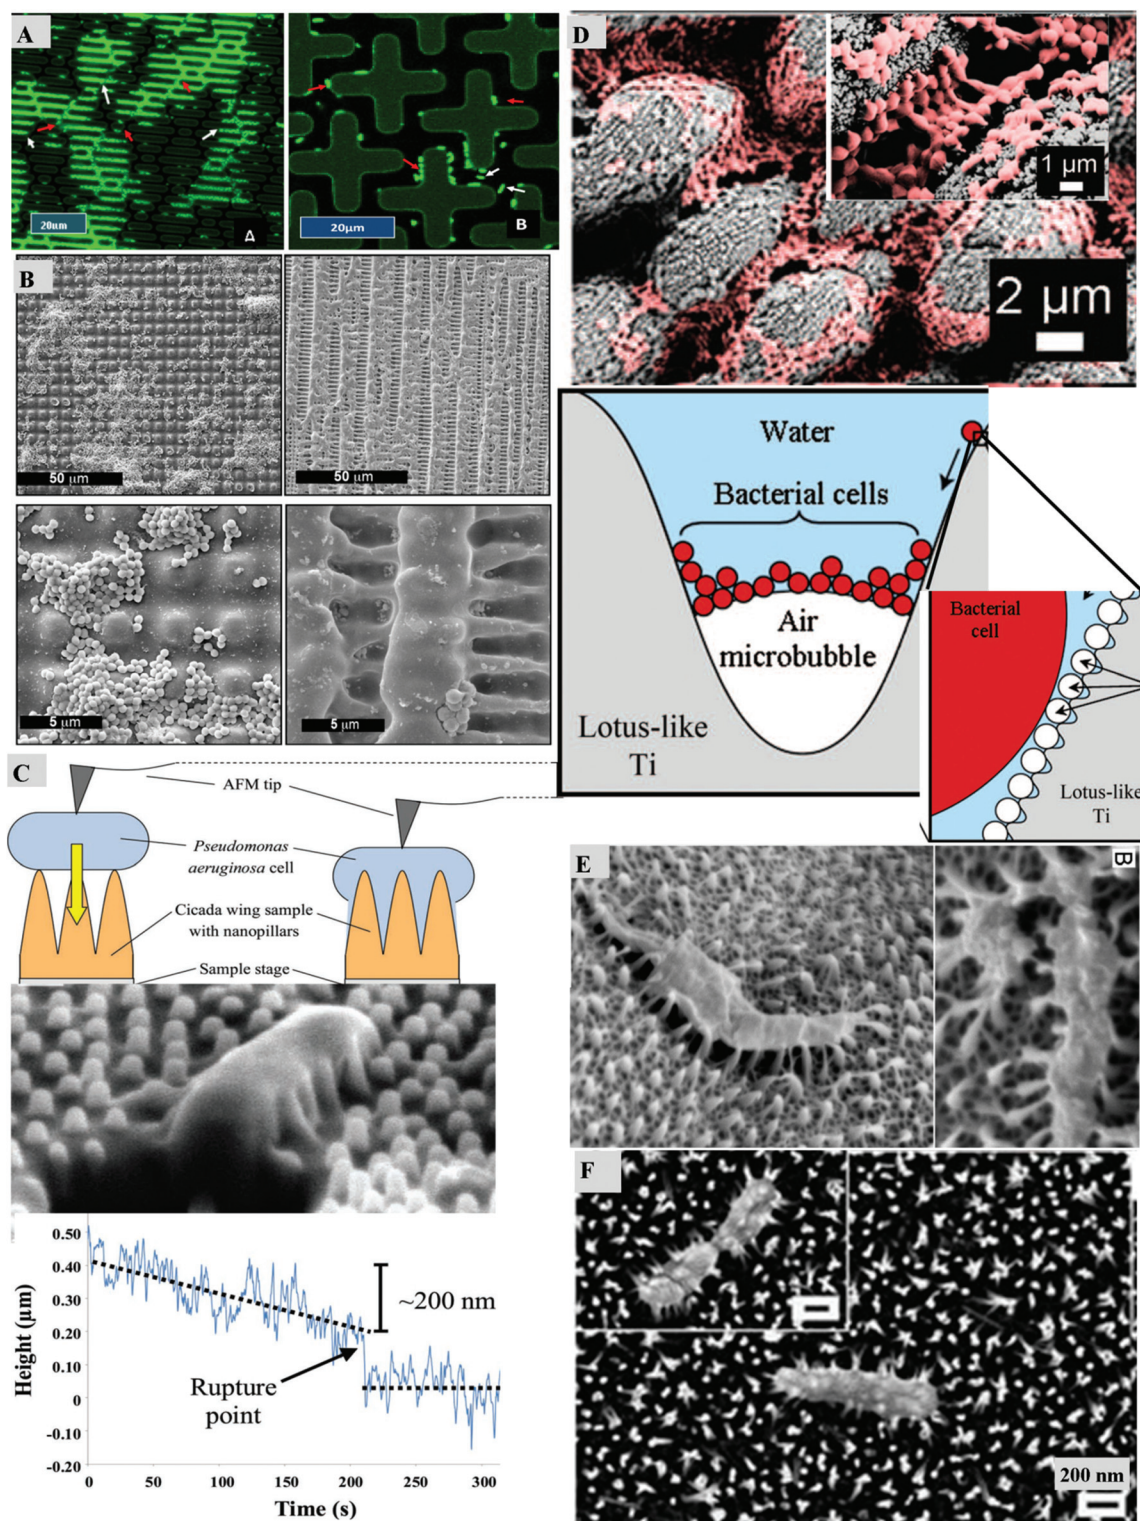 A
20μm
A
20μm
B
B
50 μm
50 μm
5 μm
5 μm
C
AFM tip
Pseudomonas
aeruginosa cell
Cicada wing sample
with nanopillars
Sample stage
0.50
0.40
0.30
0.20
0.10
0
-0.10
-0.20
Height (μm)
~200 nm
Rupture
point
0
50
100
150
200
250
300
Time (s)
D
1 μm
2 μm
Water
Bacterial cells
Air
microbubble
Lotus-like
Ti
Bacterial
cell
Lotus-like
Ti
E
B
F
200 nm